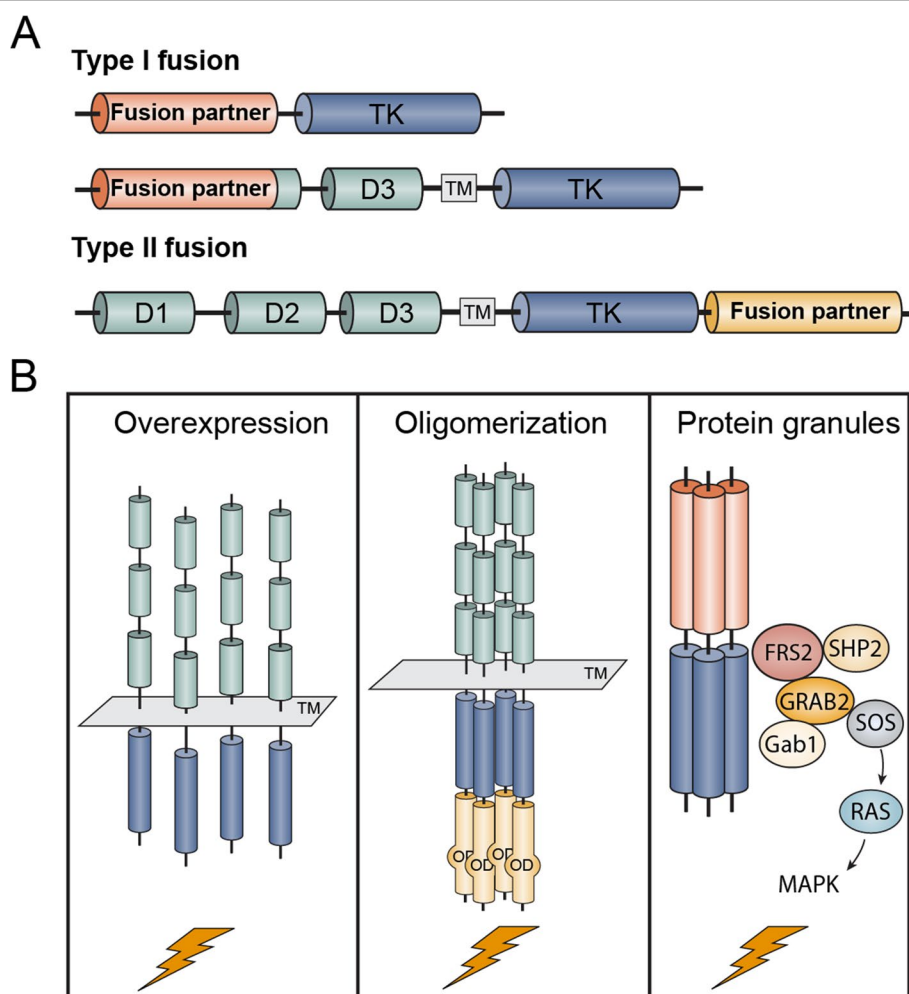 A
Type I fusion
Fusion partner TK
Fusion partner D3 TM TK
Type II fusion
D1 D2 D3 TM TK Fusion partner
B
Overexpression Oligomerization Protein granules
FRS2 SHP2
TM
GRAB2
TM
SOS
Gab1
RAS
OD OD OD OD
MAPK